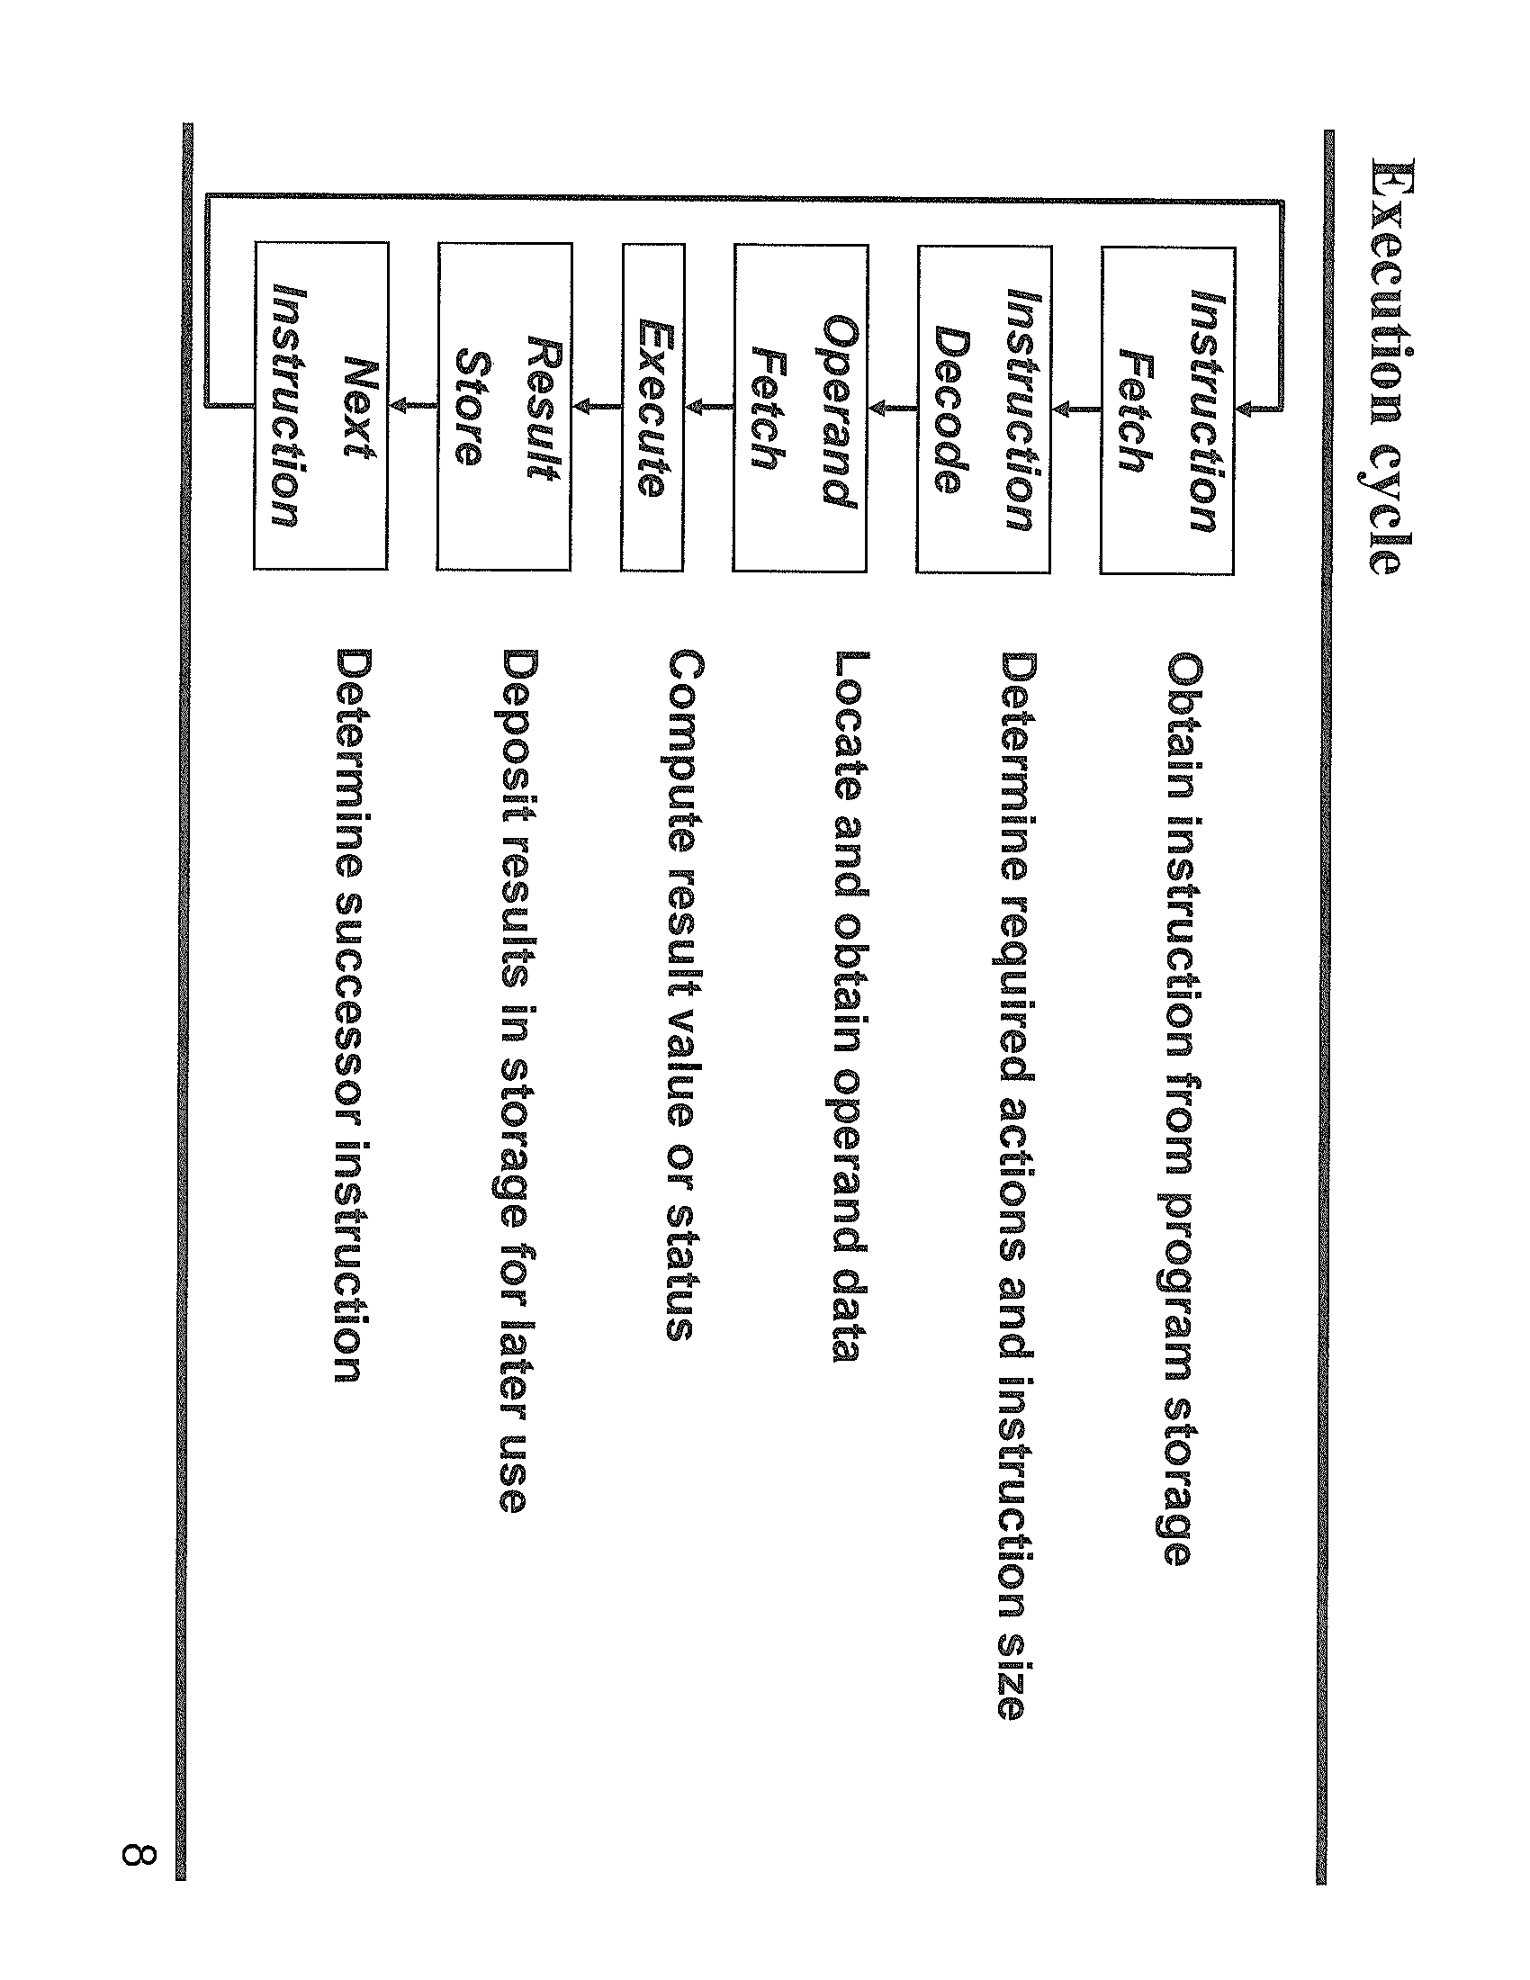 Execution cycle
Instruction
Fetch
Obtain instruction from program storage
Instruction
Decode
Determine required actions and instruction size
Operand
Fetch
Locate and obtain operand data
Execute
Compute result value or status
Result
Store
Deposit results in storage for later use
Next
Instruction
Determine successor instruction
8